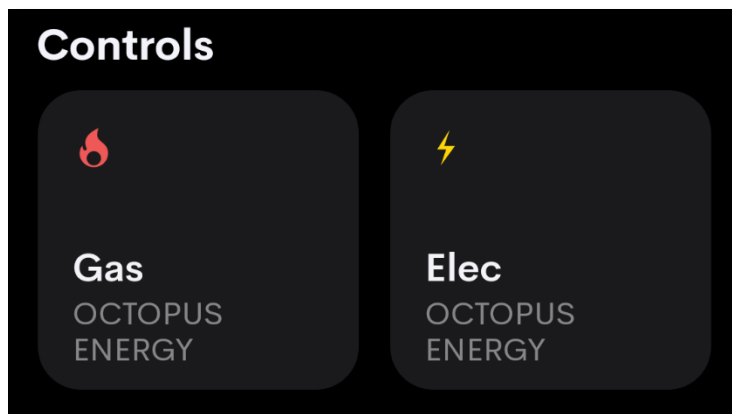 Controls
Gas
OCTOPUS
ENERGY
Elec
OCTOPUS
ENERGY